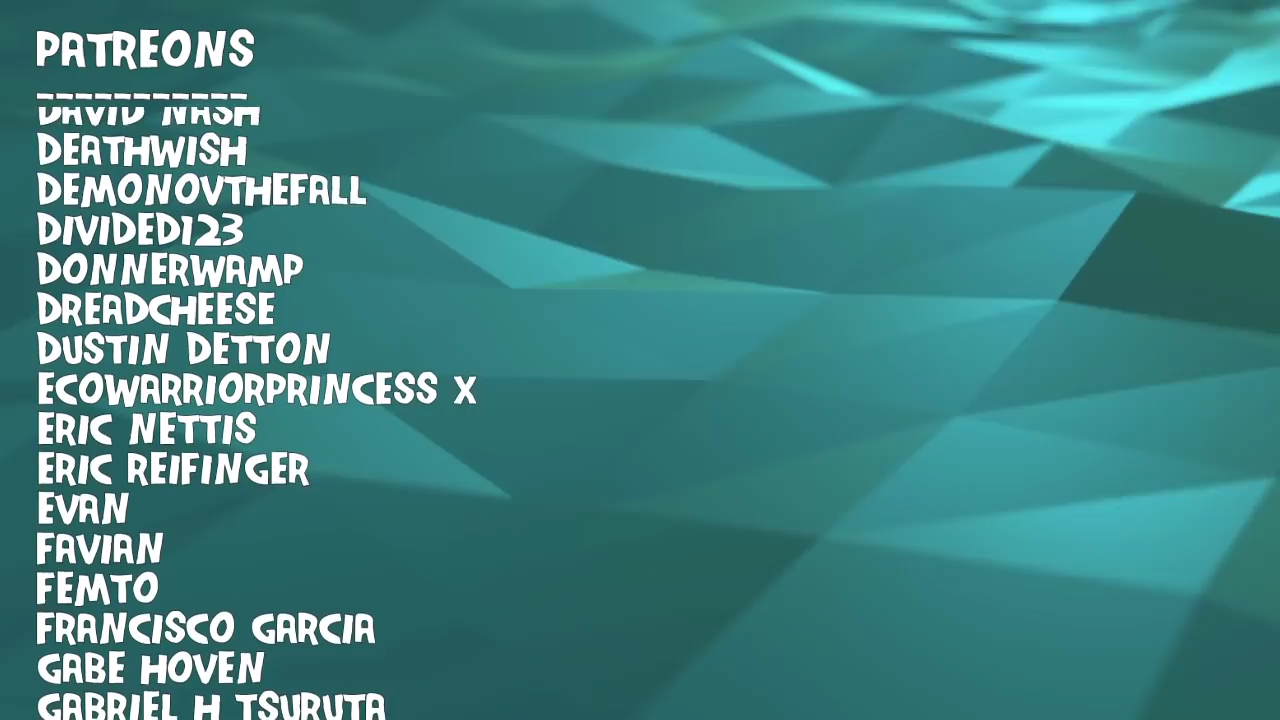 PATREONS
-----------
DAVID NASH
DEATHWISH
DEMONOVTHEFALL
DIVIDED123
DONNERWAMP
DREADCHEESE
DUSTIN DETTON
ECOWARRIORPRINCESS X
ERIC NETTIS
ERIC REIFINGER
EVAN
FAVIAN
FEMTO
FRANCISCO GARCIA
GABE HOVEN
GABRIEL H TSURUTA